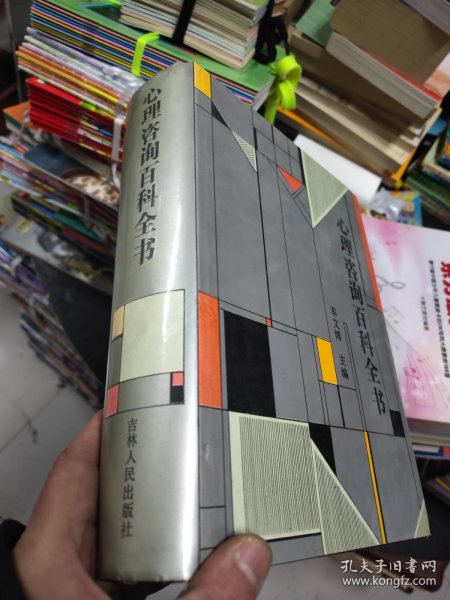 心理咨询百科全书
吉林人民出版社
心理咨询百科全书
车文博 主编
孔夫子旧书网
www.kongfz.com